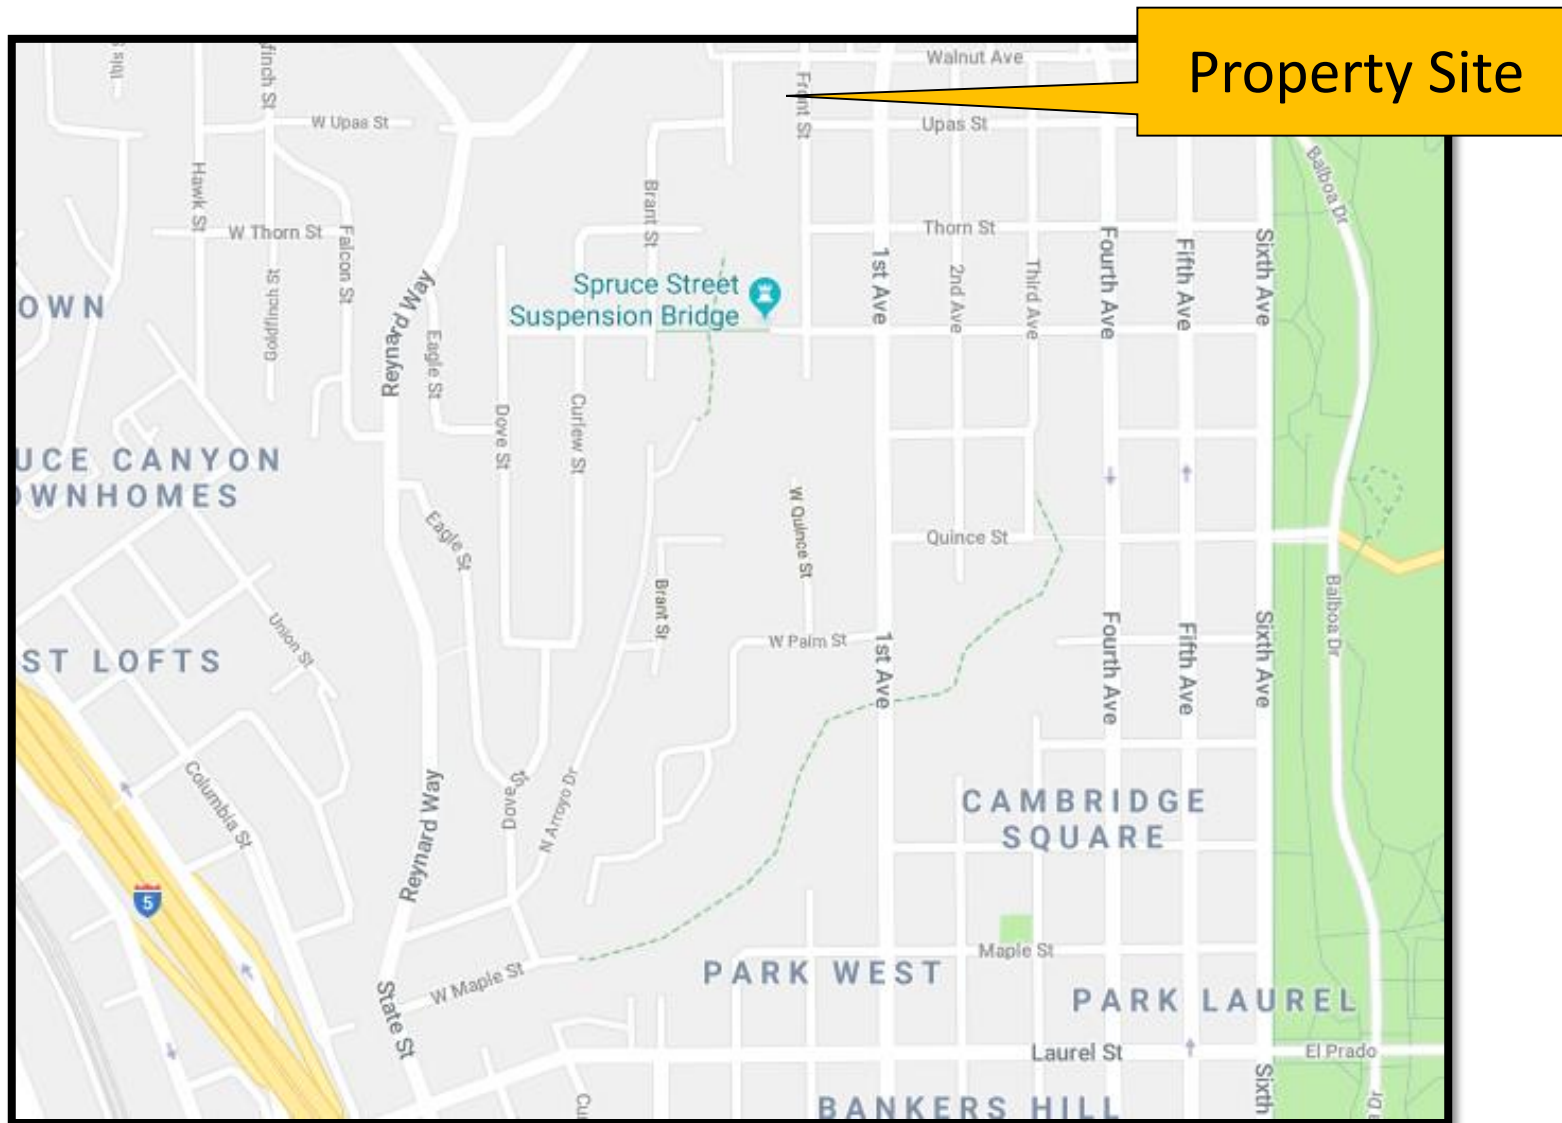 Property Site
Walnut Ave
finch St
Front St
W Upas St
Upas St
Balboa Dr
Hawk St
Brant St
W Thorn St
Thorn St
Falcon St
Reynard Way
1st Ave
2nd Ave
Third Ave
Fourth Ave
Fifth Ave
Sixth Ave
Goldfinch St
Spruce Street
Suspension Bridge
OWN
Eagle St
Dove St
Curlew St
UCE CANYON
OWNHOMES
W Quince St
Eagle St
Quince St
Brant St
Balboa Dr
Union St
W Palm St
1st Ave
Fourth Ave
Fifth Ave
Sixth Ave
ST LOFTS
Columbia St
Reynard Way
Dove St
N Arroyo Dr
CAMBRIDGE
SQUARE
5
Maple St
W Maple St
PARK WEST
PARK LAUREL
State St
Laurel St
El Prado
Sixth
Cu
BANKERS HILL
Dr